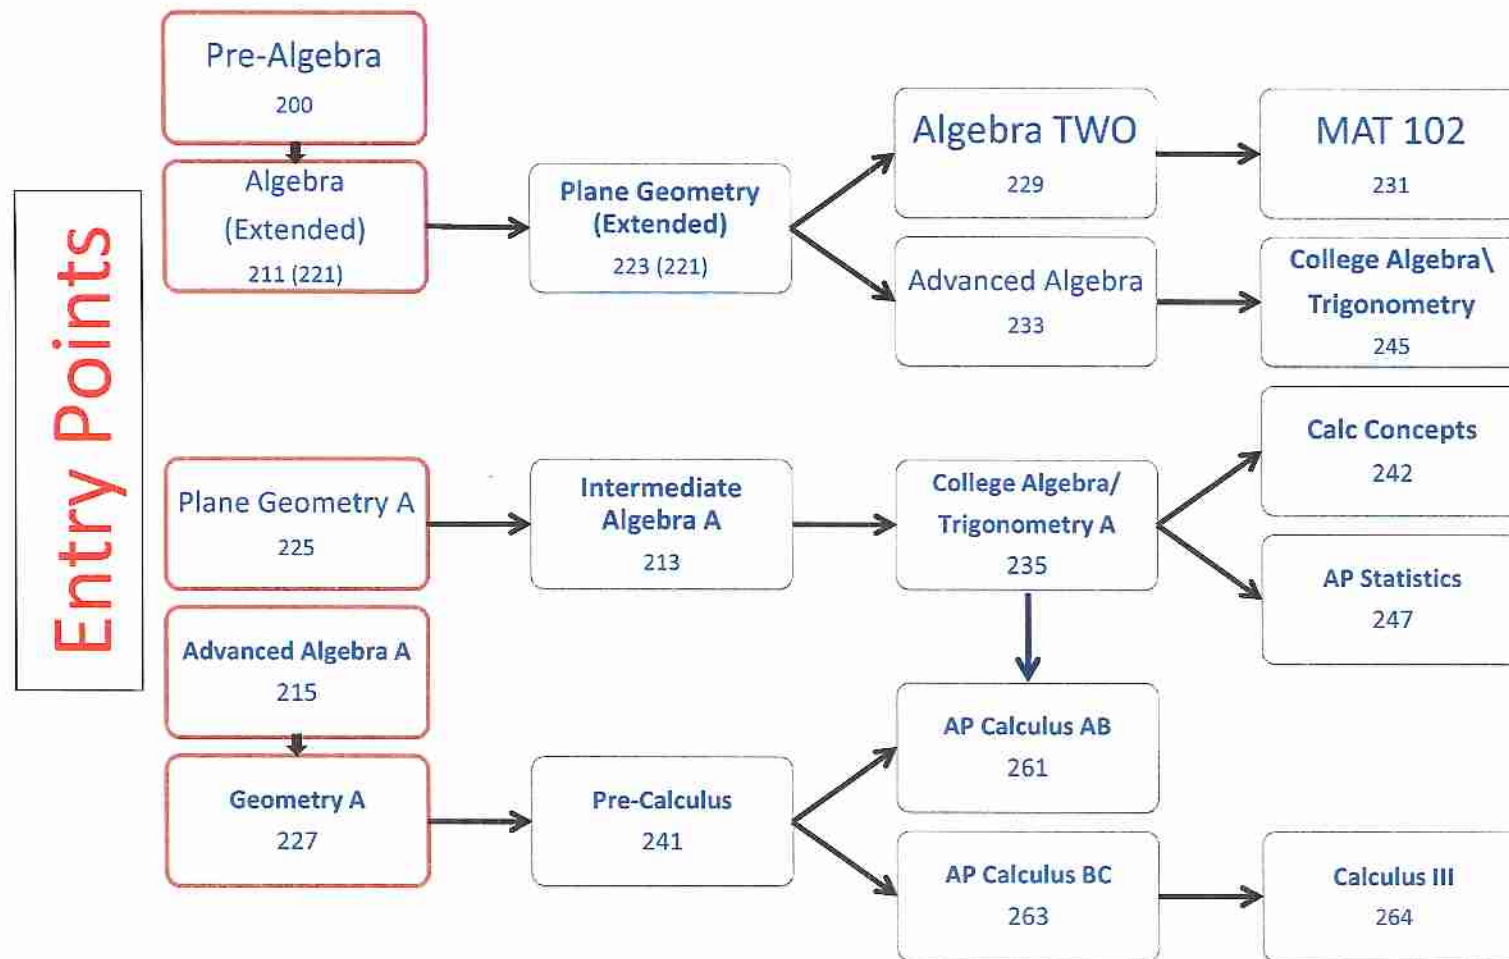 Entry Points
Pre-Algebra
200
Algebra
(Extended)
211 (221)
Plane Geometry
(Extended)
223 (221)
Algebra TWO
229
MAT 102
231
Advanced Algebra
233
College Algebra\
Trigonometry
245
Plane Geometry A
225
Intermediate
Algebra A
213
College Algebra/
Trigonometry A
235
Calc Concepts
242
AP Statistics
247
Advanced Algebra A
215
Geometry A
227
Pre-Calculus
241
AP Calculus AB
261
AP Calculus BC
263
Calculus III
264